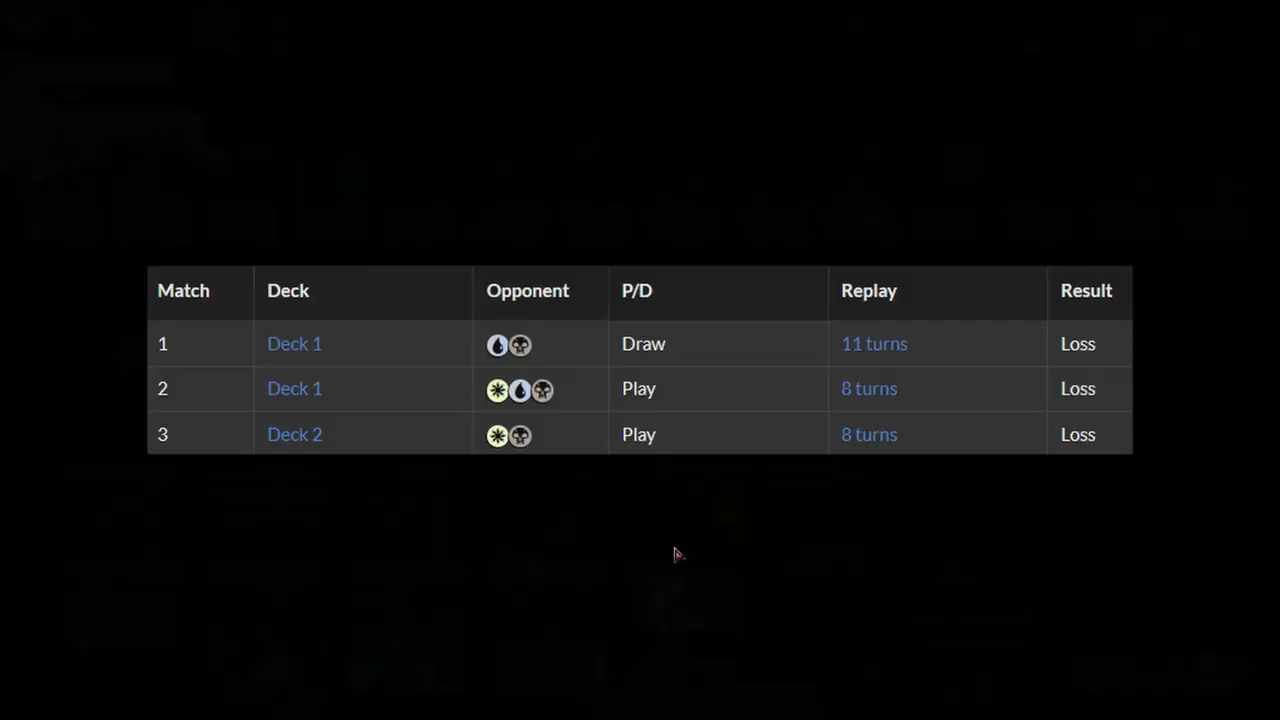 Match Deck Opponent P/D Replay Result
1 Deck 1 Draw 11 turns Loss
2 Deck 1 Play 8 turns Loss
3 Deck 2 Play 8 turns Loss